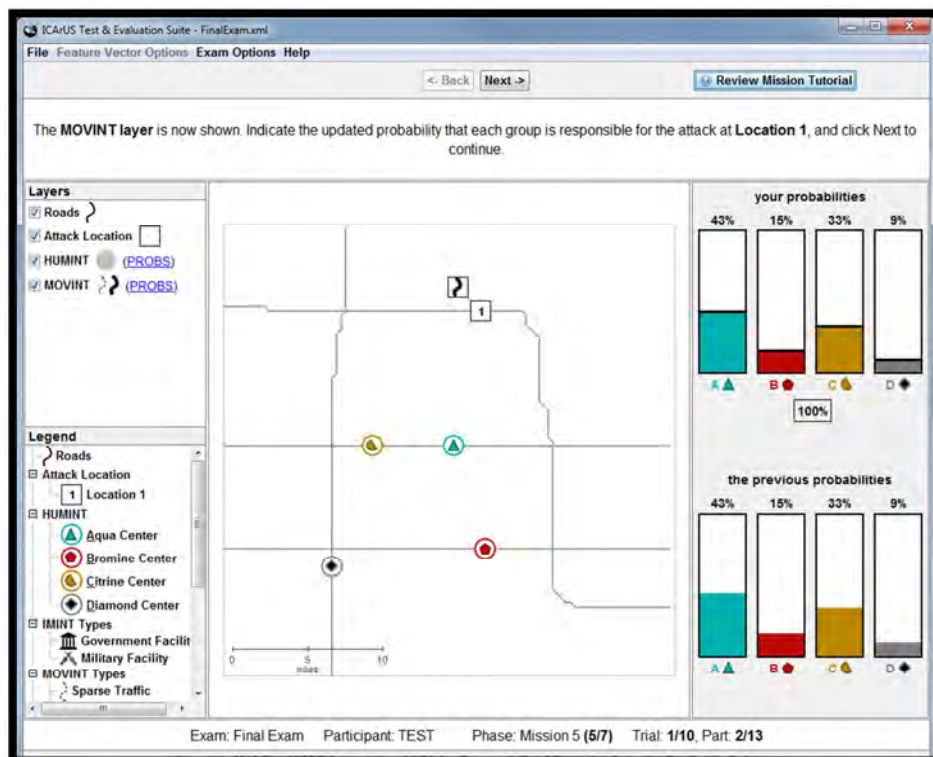 ICArUS Test & Evaluation Suite - FinalExam.xml
File Feature Vector Options Exam Options Help
<- Back Next -> Review Mission Tutorial
The MOVINT layer is now shown. Indicate the updated probability that each group is responsible for the attack at Location 1, and click Next to
continue.
Layers
Roads
Attack Location
HUMINT (PROBS)
MOVINT (PROBS)
Legend
Roads
Attack Location
1 Location 1
HUMINT
Aqua Center
Bromine Center
Citrine Center
Diamond Center
IMINT Types
Government Facilit
Military Facility
MOVINT Types
Sparse Traffic
1
0 5 10
miles
your probabilities
43% 15% 33% 9%
A B C D
100%
the previous probabilities
43% 15% 33% 9%
A B C D
Exam: Final Exam Participant: TEST Phase: Mission 5 (5/7) Trial: 1/10, Part: 2/13